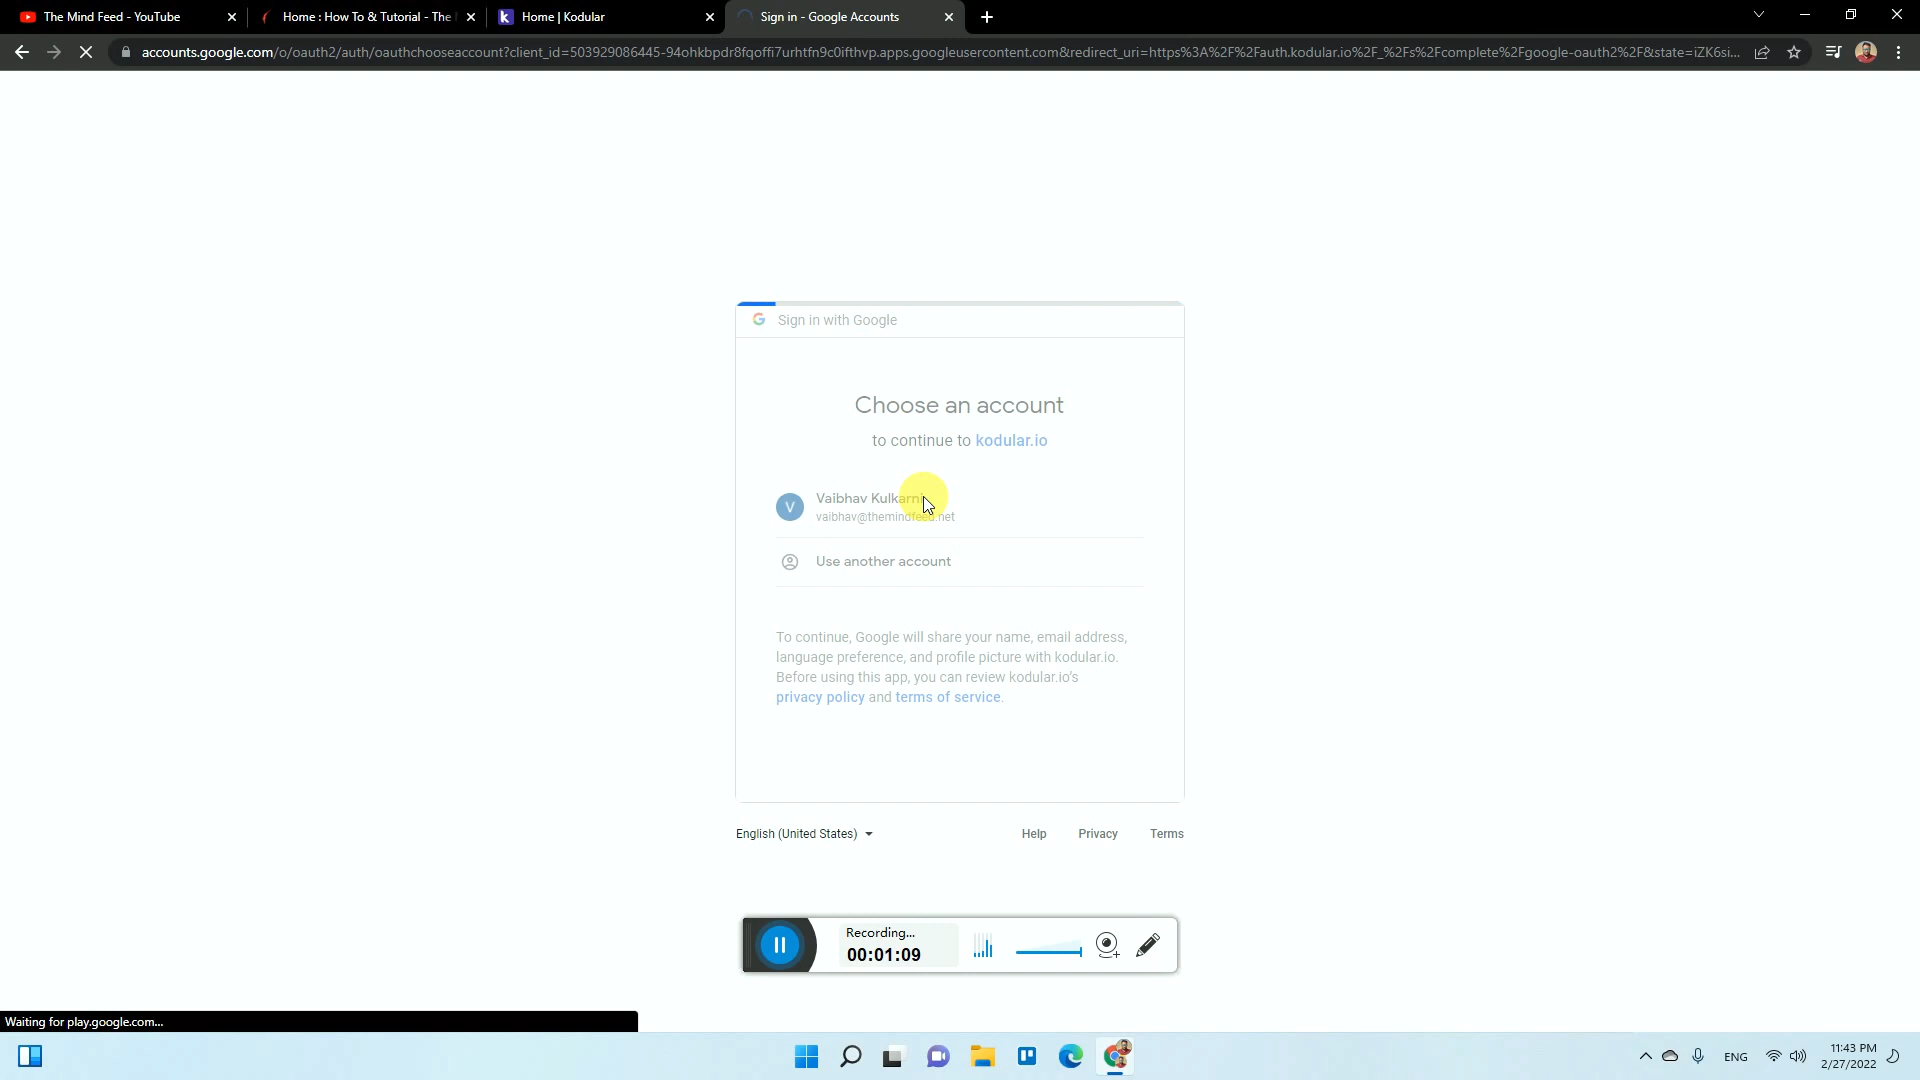 The Mind Feed - YouTube
Home : How To & Tutorial - The
Home | Kodular
Sign in - Google Accounts
accounts.google.com/o/oauth2/auth/oauthchooseaccount?client_id=503929086445-94ohkbpdr8fqoffi7urhtfn9c0ifthvp.apps.googleusercontent.com&redirect_uri=https%3A%2F%2Fauth.kodular.io%2F_%2Fs%2Fcomplete%2Fgoogle-oauth2%2F&state=iZK6si...
Sign in with Google
Choose an account
to continue to kodular.io
V
Vaibhav Kulkarni
vaibhav@themindfeed.net
Use another account
To continue, Google will share your name, email address,
language preference, and profile picture with kodular.io.
Before using this app, you can review kodular.io's
privacy policy and terms of service.
English (United States)
Help
Privacy
Terms
Recording...
00:01:09
Waiting for play.google.com...
ENG
11:43 PM
2/27/2022